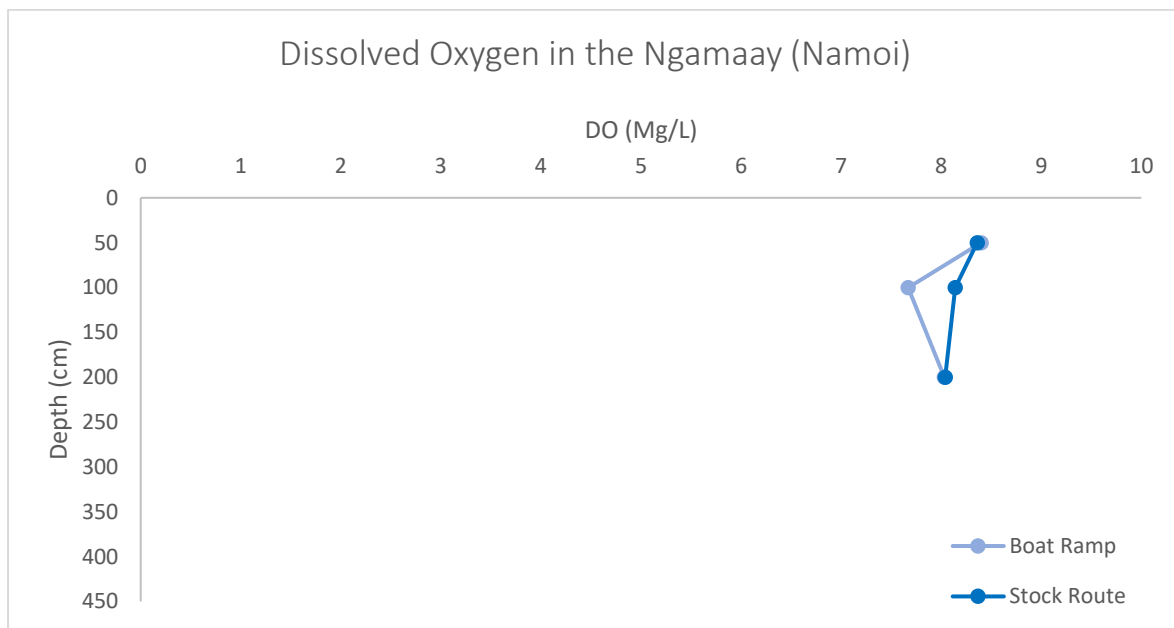 Dissolved Oxygen in the Ngamaay (Namoi)
DO (Mg/L)
0 1 2 3 4 5 6 7 8 9 10
0
50
100
150
200
250
300
350
400
450
Depth (cm)
Boat Ramp
Stock Route